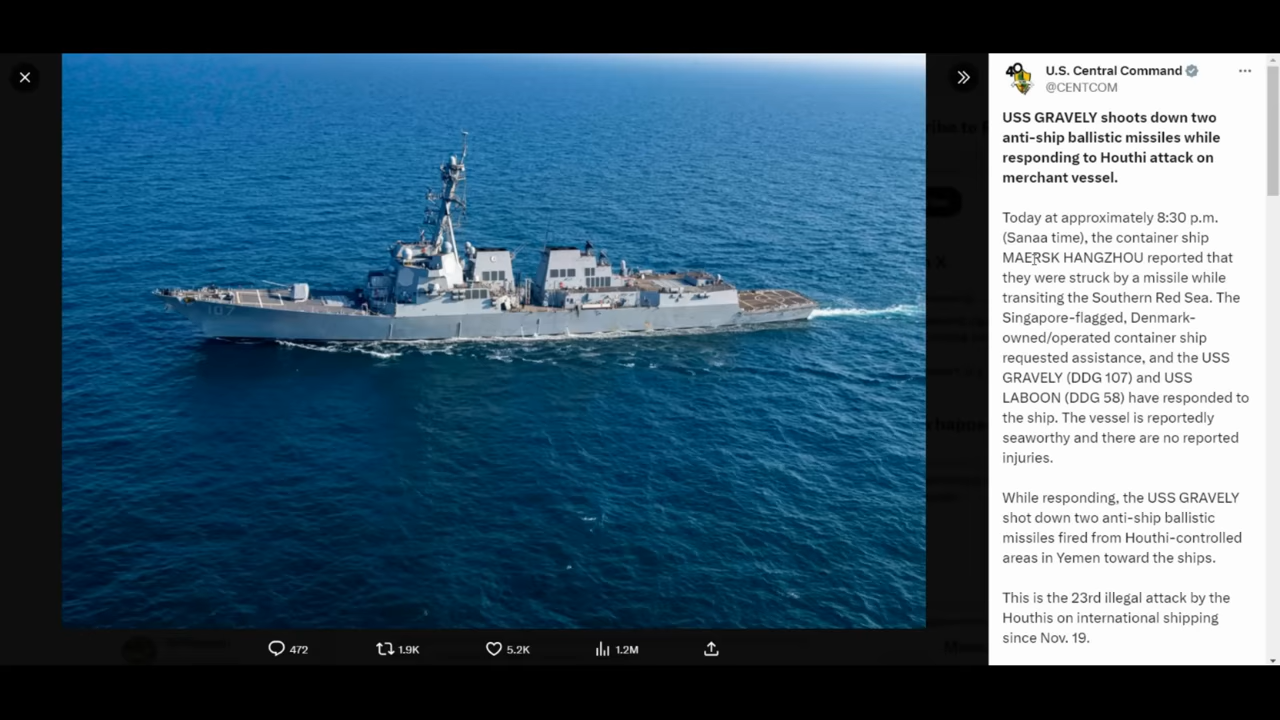 107
U.S. Central Command
@CENTCOM
USS GRAVELY shoots down two
anti-ship ballistic missiles while
responding to Houthi attack on
merchant vessel.
Today at approximately 8:30 p.m.
(Sanaa time), the container ship
MAERSK HANGZHOU reported that
they were struck by a missile while
transiting the Southern Red Sea. The
Singapore-flagged, Denmark-
owned/operated container ship
requested assistance, and the USS
GRAVELY (DDG 107) and USS
LABOON (DDG 58) have responded to
the ship. The vessel is reportedly
seaworthy and there are no reported
injuries.
While responding, the USS GRAVELY
shot down two anti-ship ballistic
missiles fired from Houthi-controlled
areas in Yemen toward the ships.
This is the 23rd illegal attack by the
Houthis on international shipping
since Nov. 19.
472
1.9K
5.2K
1.2M